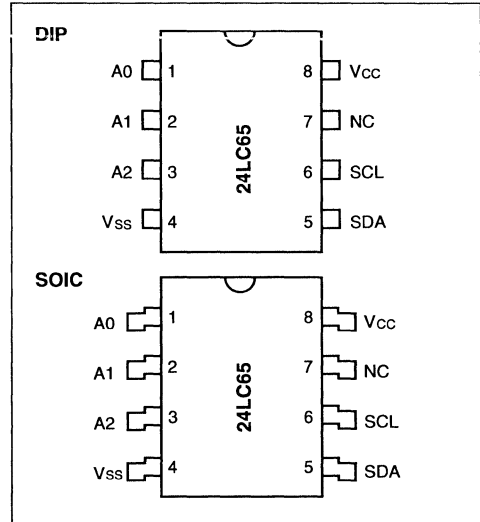 DIP
A0 1 8 Vcc
A1 2 7 NC
A2 3 6 SCL
Vss 4 5 SDA
24LC65
SOIC
A0 1 8 Vcc
A1 2 7 NC
A2 3 6 SCL
Vss 4 5 SDA
24LC65